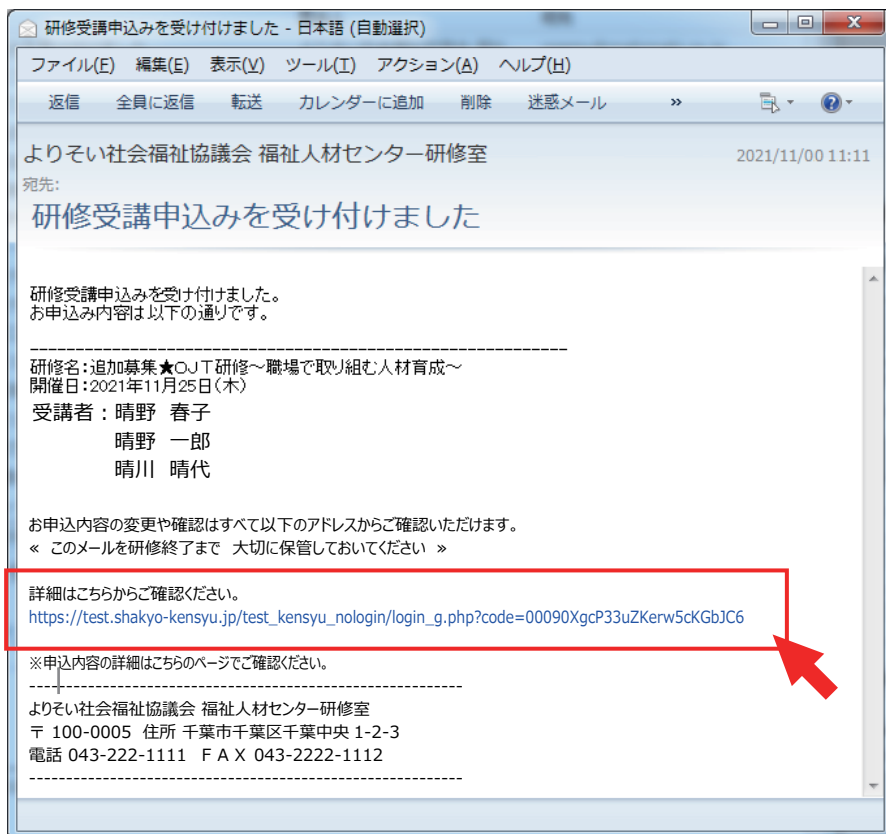 研修受講申込みを受け付けました - 日本語 (自動選択)
ファイル(F) 編集(E) 表示(V) ツール(T) アクション(A) ヘルプ(H)
返信 全員に返信 転送 カレンダーに追加 削除 迷惑メール »
よりそい社会福祉協議会 福祉人材センター研修室 2021/11/00 11:11
宛先:
研修受講申込みを受け付けました
研修受講申込みを受け付けました。
お申込み内容は以下の通りです。
------------------------------------------------------------
研修名：追加募集★OJT研修～職場で取り組む人材育成～
開催日：2021年11月25日（木）
受講者：晴野 春子
晴野 一郎
晴川 晴代
お申込内容の変更や確認はすべて以下のアドレスからご確認いただけます。
« このメールを研修終了まで 大切に保管しておいてください »
詳細はこちらからご確認ください。
https://test.shakyo-kensyu.jp/test_kensyu_nologin/login_g.php?code=00090XgcP33uZKerw5cKGbJC6
※申込内容の詳細はこちらのページでご確認ください。
------------------------------------------------------------
よりそい社会福祉協議会 福祉人材センター研修室
〒 100-0005 住所 千葉市千葉区千葉中央 1-2-3
電話 043-222-1111 ＦＡＸ 043-2222-1112
------------------------------------------------------------